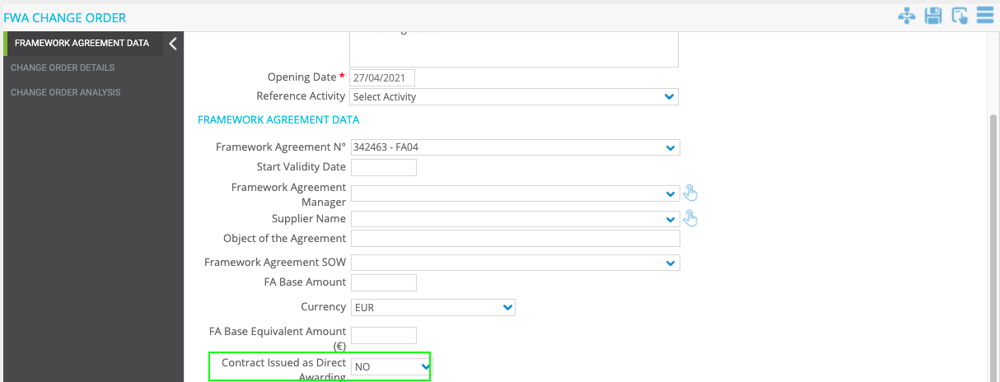 FWA CHANGE ORDER
FRAMEWORK AGREEMENT DATA
CHANGE ORDER DETAILS
CHANGE ORDER ANALYSIS
Opening Date * 27/04/2021
Reference Activity Select Activity
FRAMEWORK AGREEMENT DATA
Framework Agreement N° 342463 - FA04
Start Validity Date
Framework Agreement
Manager
Supplier Name
Object of the Agreement
Framework Agreement SOW
FA Base Amount
Currency EUR
FA Base Equivalent Amount
(€)
Contract Issued as Direct
Awarding NO